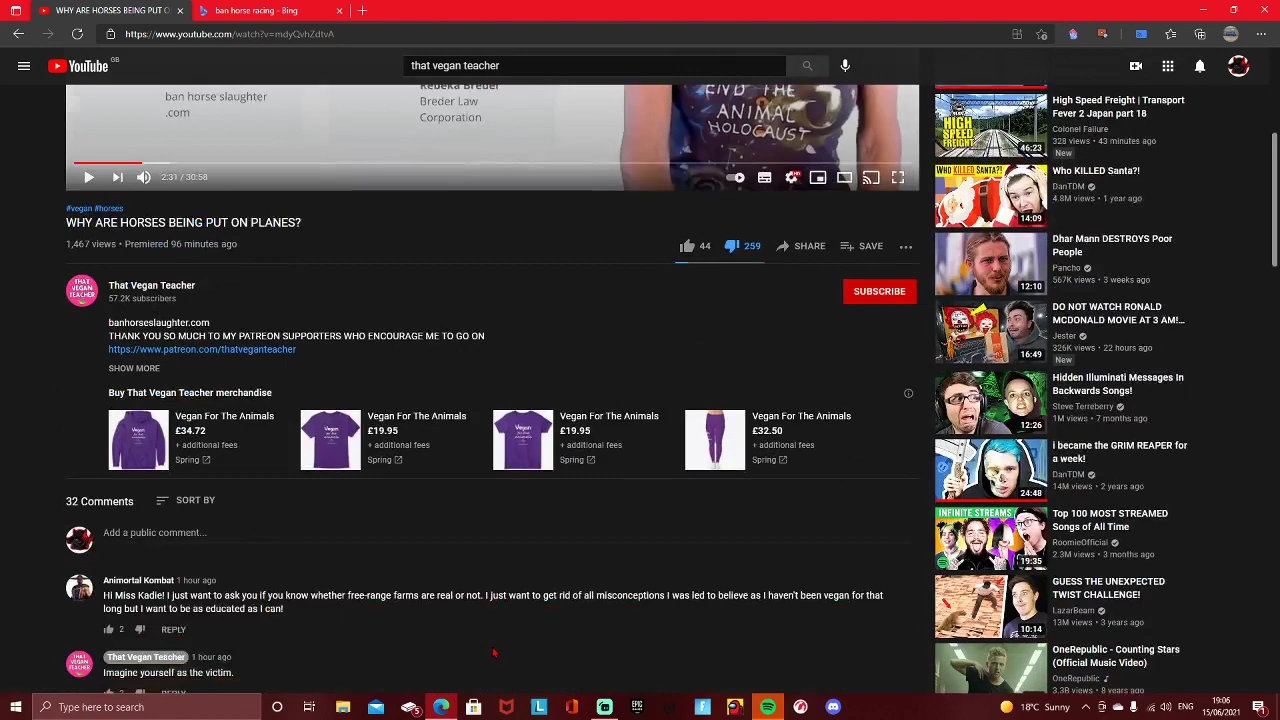 WHY ARE HORSES BEING PUT O
ban horse racing - Bing
https://www.youtube.com/watch?v=mdyQvhZdtvA
YouTube GB
that vegan teacher
ban horse slaughter
.com
Rebeka Breder
Breder Law
Corporation
END THE
ANIMAL
HOLOCAUST
2:31 / 30:58
#vegan #horses
WHY ARE HORSES BEING PUT ON PLANES?
1,467 views • Premiered 96 minutes ago
44
259
SHARE
SAVE
That Vegan Teacher
57.2K subscribers
SUBSCRIBE
banhorseslaughter.com
THANK YOU SO MUCH TO MY PATREON SUPPORTERS WHO ENCOURAGE ME TO GO ON
https://www.patreon.com/thatveganteacher
SHOW MORE
Buy That Vegan Teacher merchandise
Vegan For The Animals
£34.72
+ additional fees
Spring
Vegan For The Animals
£19.95
+ additional fees
Spring
Vegan For The Animals
£19.95
+ additional fees
Spring
Vegan For The Animals
£32.50
+ additional fees
Spring
32 Comments
SORT BY
Add a public comment...
Animortal Kombat 1 hour ago
Hi Miss Kadie! I just want to ask you if you know whether free-range farms are real or not. I just want to get rid of all misconceptions I was led to believe as I haven't been vegan for that
long but I want to be as educated as I can!
2
REPLY
That Vegan Teacher 1 hour ago
Imagine yourself as the victim.
2
REPLY
HIGH SPEED FREIGHT
46:23
High Speed Freight | Transport
Fever 2 Japan part 18
Colonel Failure
328 views • 43 minutes ago
New
WHO KILLED SANTA?!
14:09
Who KILLED Santa?!
DanTDM
4.8M views • 1 year ago
12:10
Dhar Mann DESTROYS Poor
People
Pancho
567K views • 3 weeks ago
16:49
DO NOT WATCH RONALD
MCDONALD MOVIE AT 3 AM!...
Jester
326K views • 22 hours ago
New
12:26
Hidden Illuminati Messages In
Backwards Songs!
Steve Terreberry
1M views • 7 months ago
24:48
i became the GRIM REAPER for
a week!
DanTDM
14M views • 2 years ago
INFINITE STREAMS
19:35
Top 100 MOST STREAMED
Songs of All Time
RoomieOfficial
2.3M views • 3 months ago
10:14
GUESS THE UNEXPECTED
TWIST CHALLENGE!
LazarBeam
13M views • 3 years ago
OneRepublic - Counting Stars
(Official Music Video)
OneRepublic
3.3B views • 8 years ago
Type here to search
18°C Sunny
ENG
19:06
15/06/2021